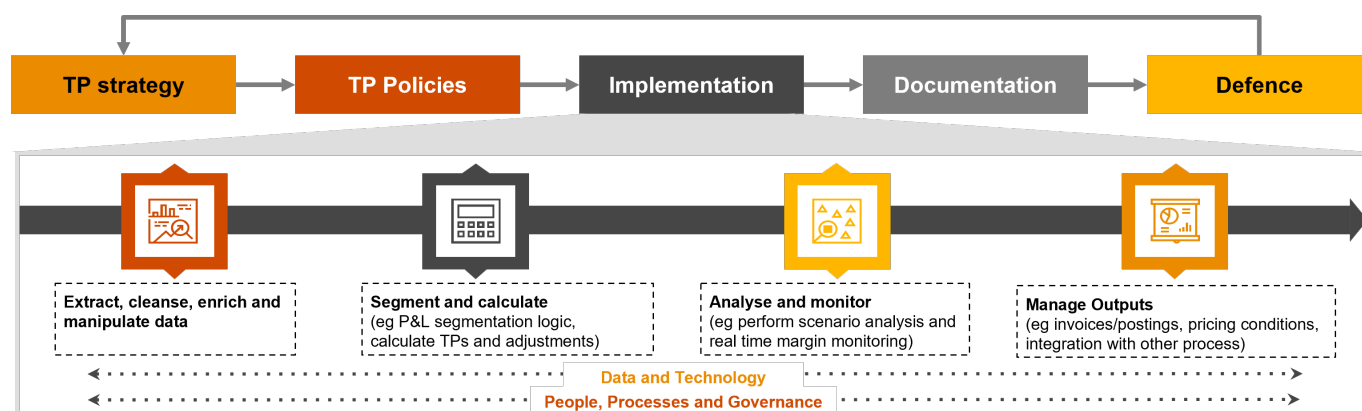 TP strategy
TP Policies
Implementation
Documentation
Defence
Extract, cleanse, enrich and
manipulate data
Segment and calculate
(eg P&L segmentation logic,
calculate TPs and adjustments)
Analyse and monitor
(eg perform scenario analysis and
real time margin monitoring)
Manage Outputs
(eg invoices/postings, pricing conditions,
integration with other process)
Data and Technology
People, Processes and Governance